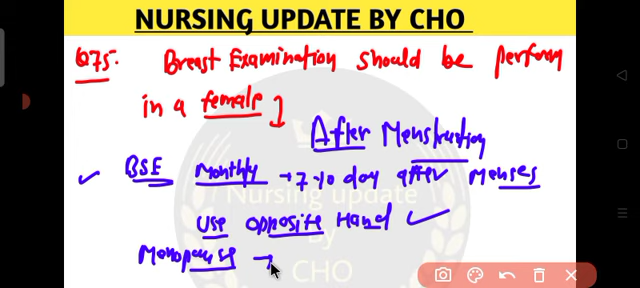 NURSING UPDATE BY CHO
Q75. Breast Examination should be perform
in a female ?
After Menstruation
✓ BSE Monthly → 7-10 day after Menses
Use opposite Hand ✓
Menopause →
Nursing update
By
CHO